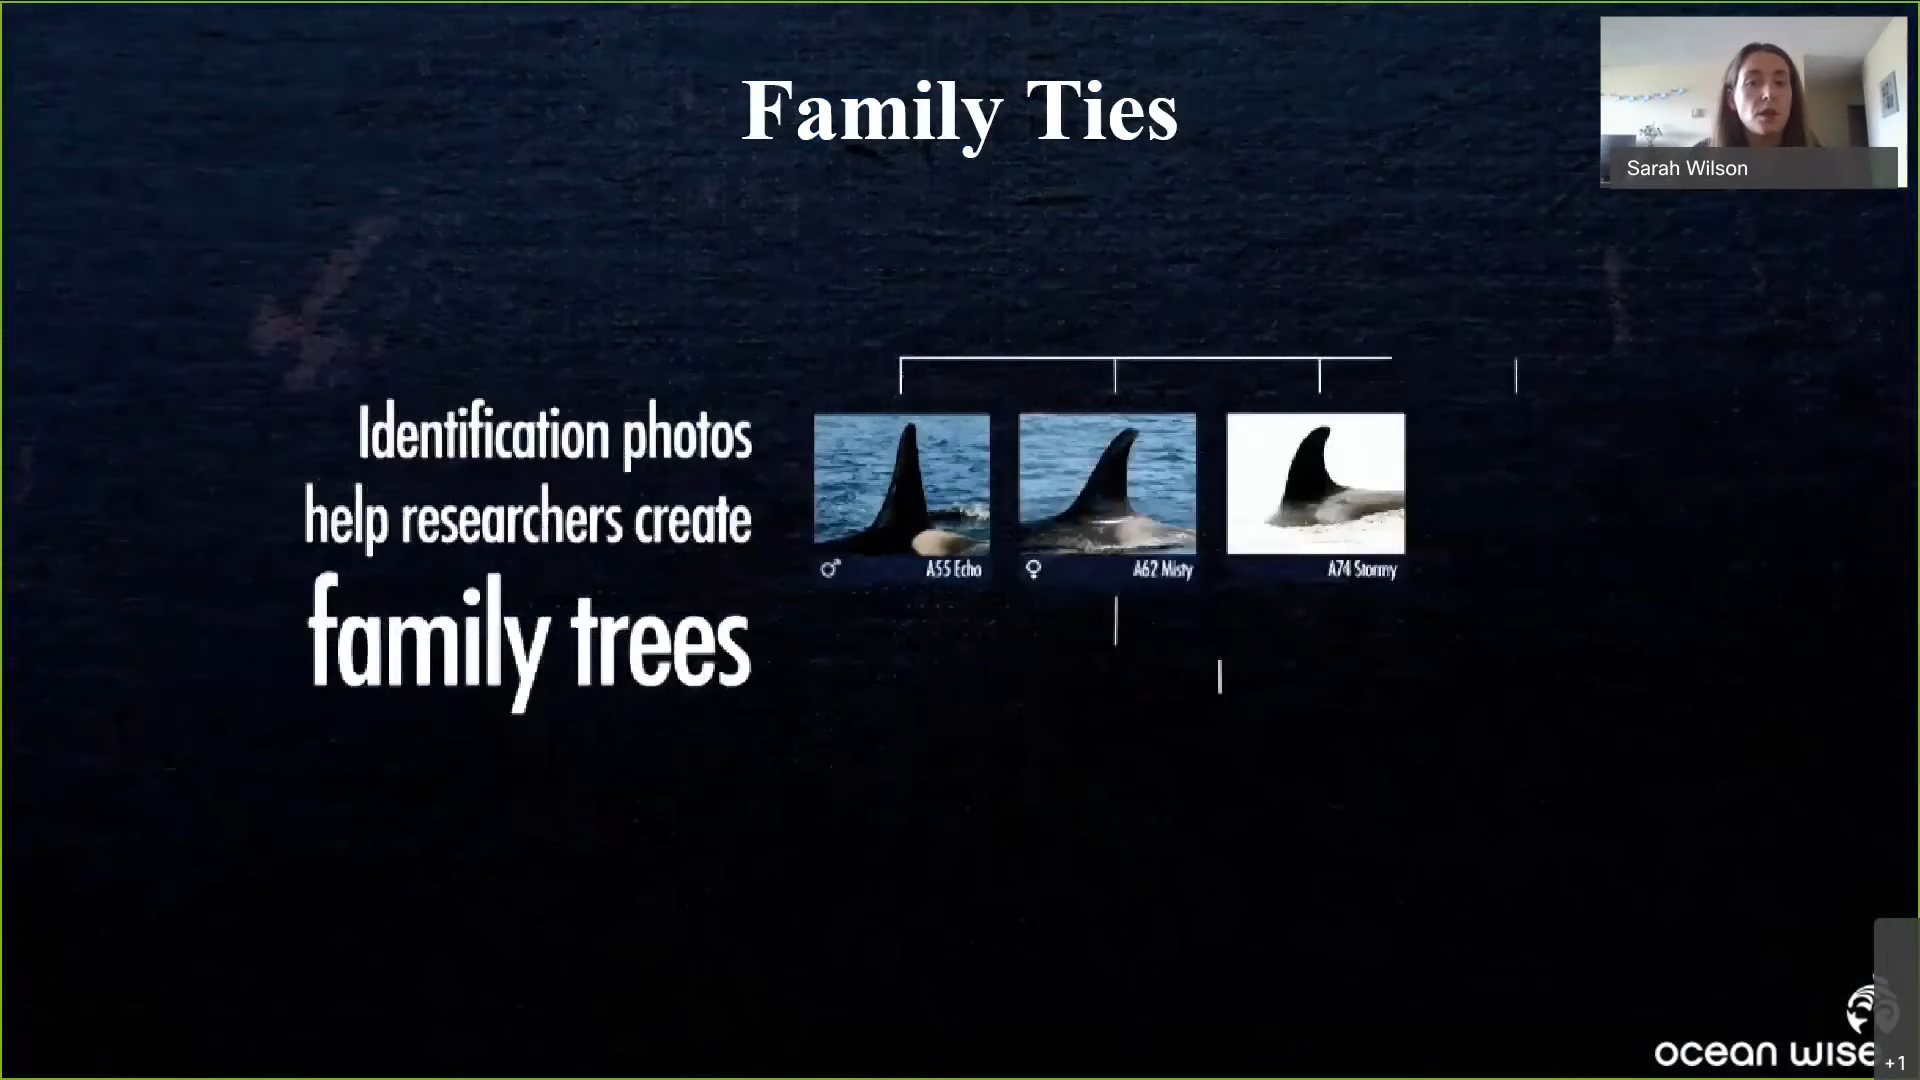 Family Ties
Sarah Wilson
Identification photos
help researchers create
family trees
♂ A55 Echo
♀ A62 Misty
A74 Stormy
ocean wise
+1